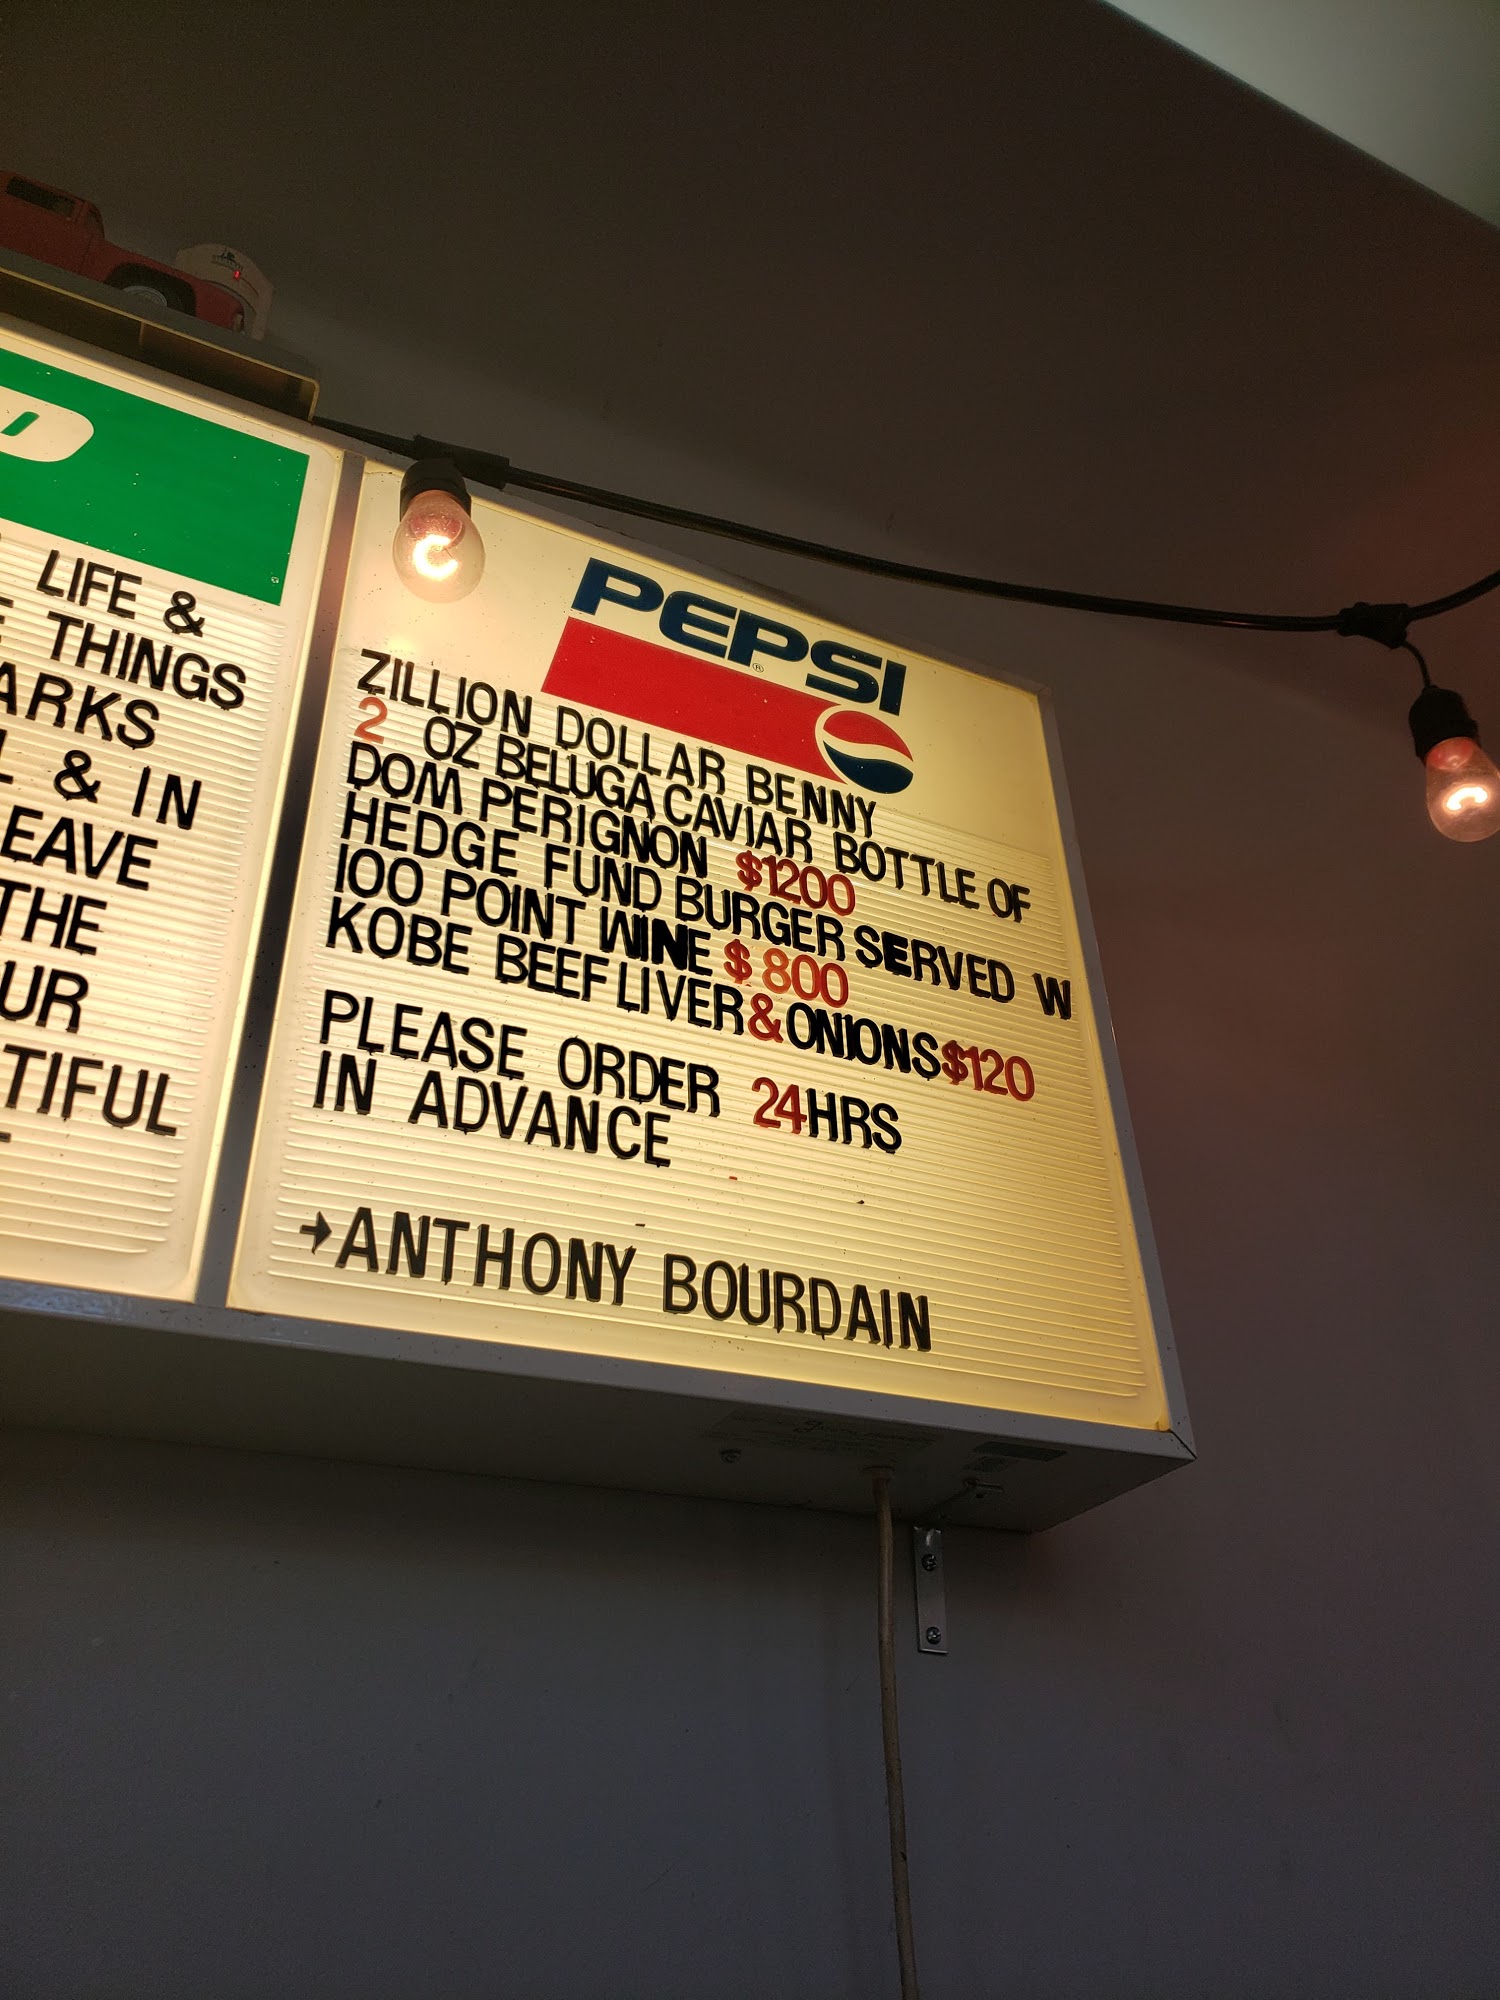 LIFE &
THINGS
ARKS
& IN
EAVE
THE
UR
TIFUL
PEPSI
ZILLION DOLLAR BENNY
2 OZ BELUGA CAVIAR BOTTLE OF
DOM PERIGNON $1200
HEDGE FUND BURGER SERVED W
100 POINT WINE $800
KOBE BEEF LIVER & ONIONS $120
PLEASE ORDER 24HRS
IN ADVANCE
→ANTHONY BOURDAIN